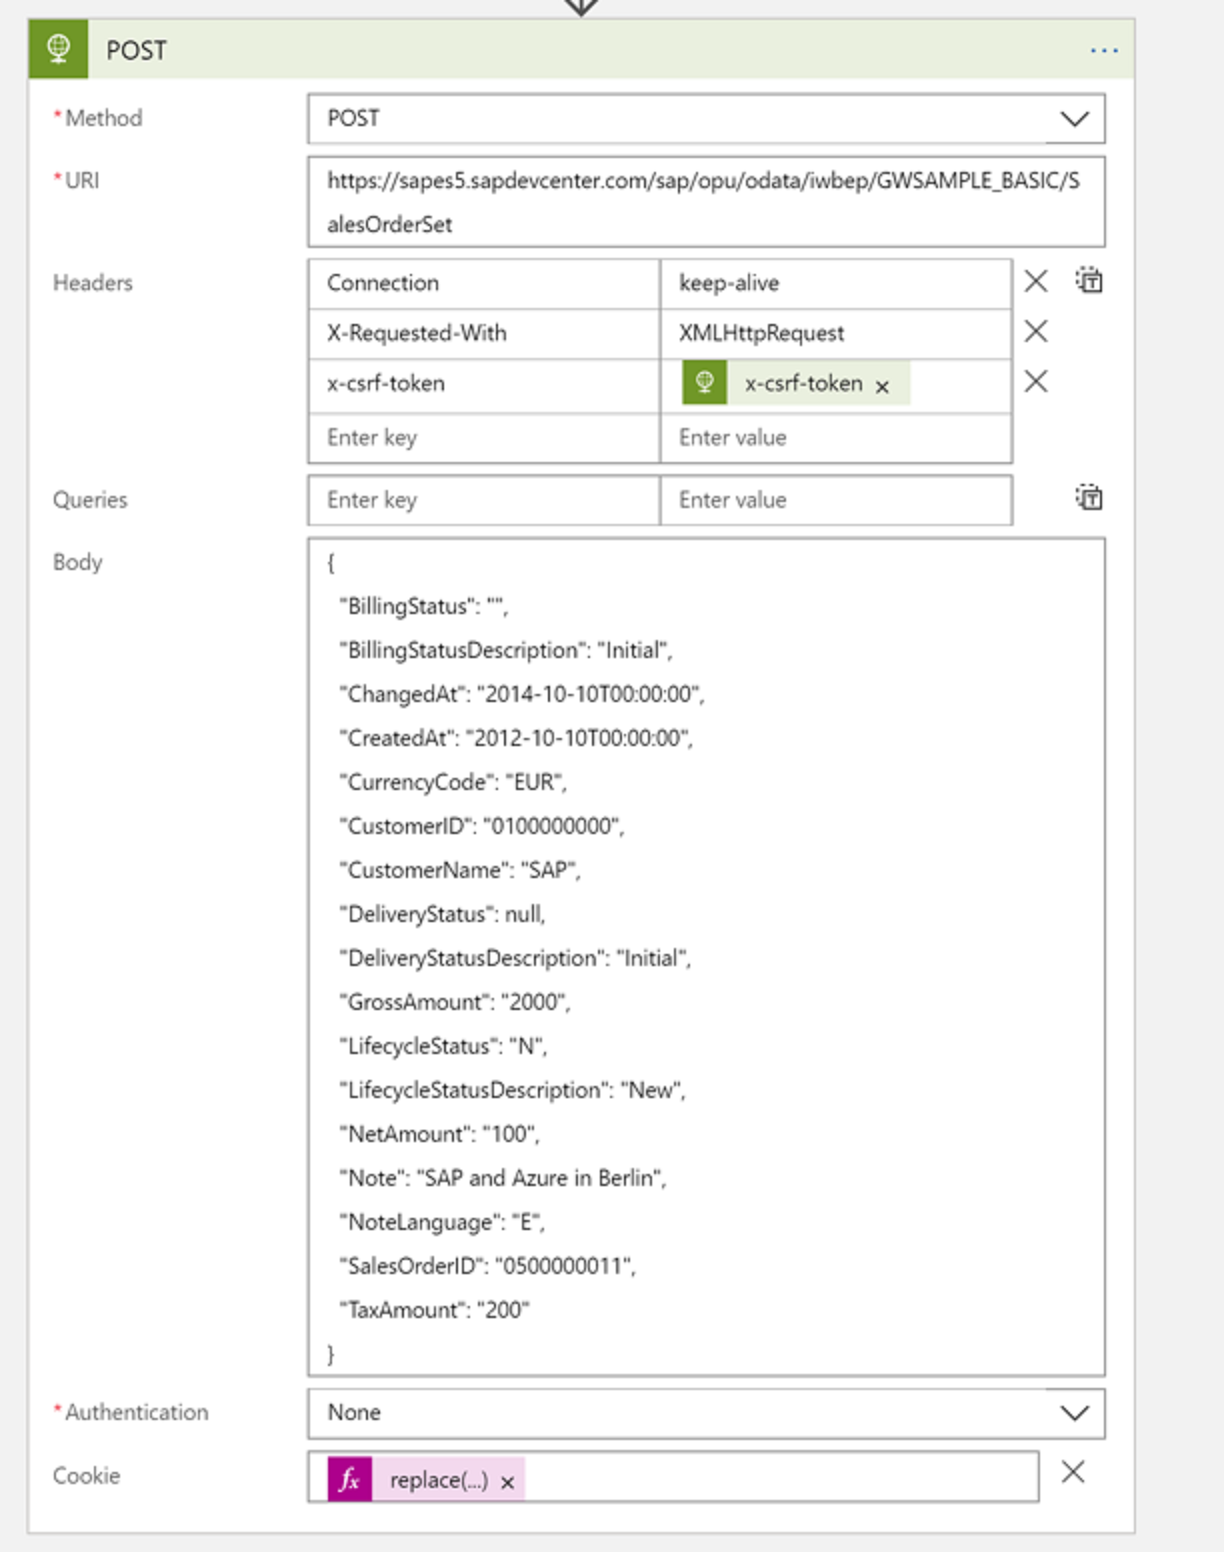 POST
...
* Method
POST
* URI
https://sapes5.sapdevcenter.com/sap/opu/odata/iwbep/GWSAMPLE_BASIC/S
alesOrderSet
Headers
Connection keep-alive
X-Requested-With XMLHttpRequest
x-csrf-token x-csrf-token ×
Enter key Enter value
Queries
Enter key Enter value
Body
{
"BillingStatus": "",
"BillingStatusDescription": "Initial",
"ChangedAt": "2014-10-10T00:00:00",
"CreatedAt": "2012-10-10T00:00:00",
"CurrencyCode": "EUR",
"CustomerID": "0100000000",
"CustomerName": "SAP",
"DeliveryStatus": null,
"DeliveryStatusDescription": "Initial",
"GrossAmount": "2000",
"LifecycleStatus": "N",
"LifecycleStatusDescription": "New",
"NetAmount": "100",
"Note": "SAP and Azure in Berlin",
"NoteLanguage": "E",
"SalesOrderID": "0500000011",
"TaxAmount": "200"
}
* Authentication
None
Cookie
fx replace(...) ×